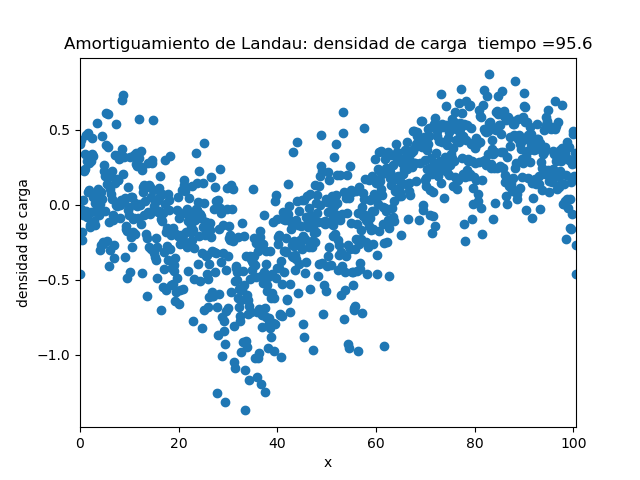 Amortiguamiento de Landau: densidad de carga  tiempo =95.6
0.5
0.0
−0.5
−1.0
densidad de carga
0 20 40 60 80 100
x